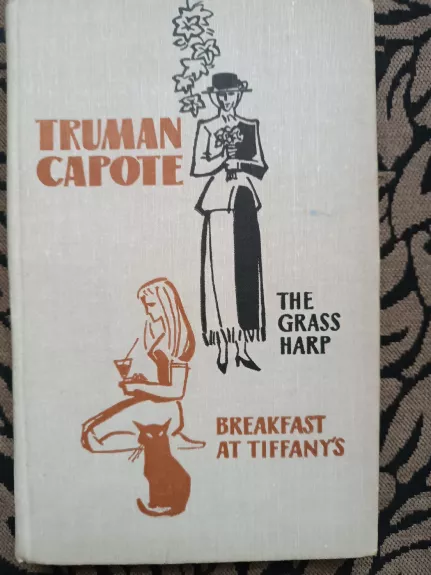 TRUMAN
CAPOTE
THE
GRASS
HARP
BREAKFAST
AT TIFFANY'S